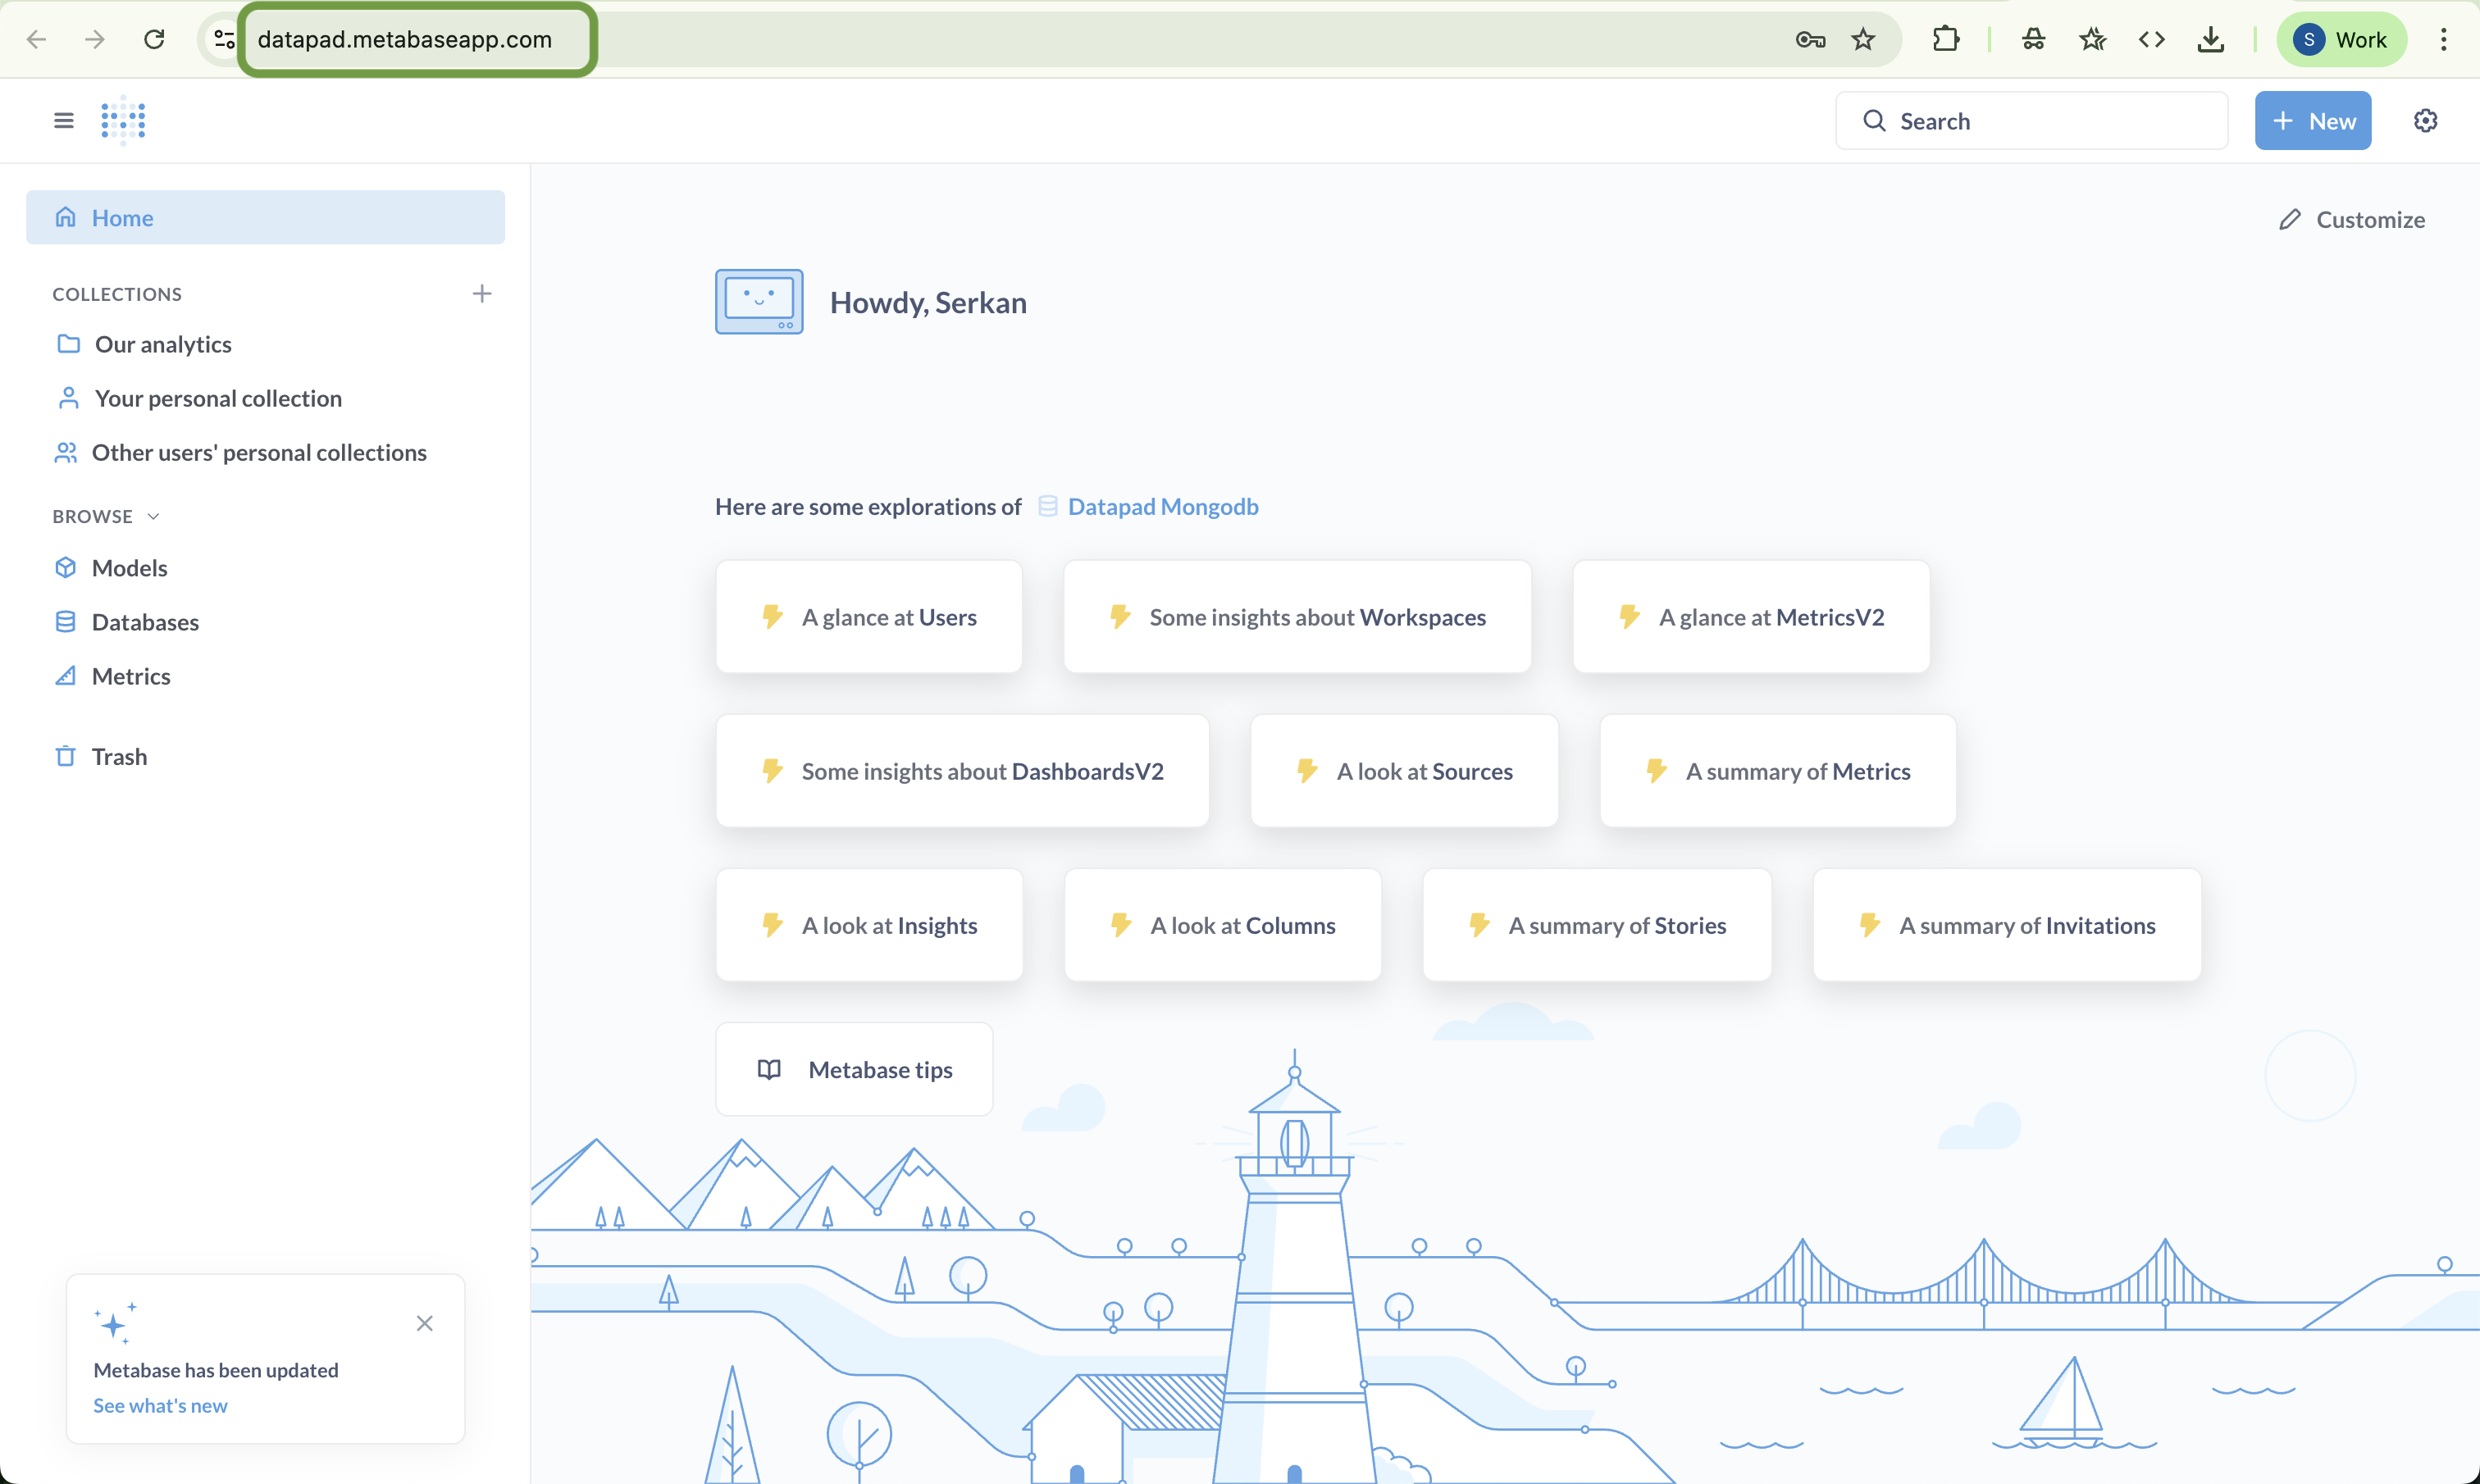 datapad.metabaseapp.com
S Work
Search
+ New
Home
Customize
Howdy, Serkan
COLLECTIONS
Our analytics
Your personal collection
Other users' personal collections
BROWSE
Models
Databases
Metrics
Trash
Here are some explorations of Datapad Mongodb
A glance at Users
Some insights about Workspaces
A glance at MetricsV2
Some insights about DashboardsV2
A look at Sources
A summary of Metrics
A look at Insights
A look at Columns
A summary of Stories
A summary of Invitations
Metabase tips
Metabase has been updated
See what's new